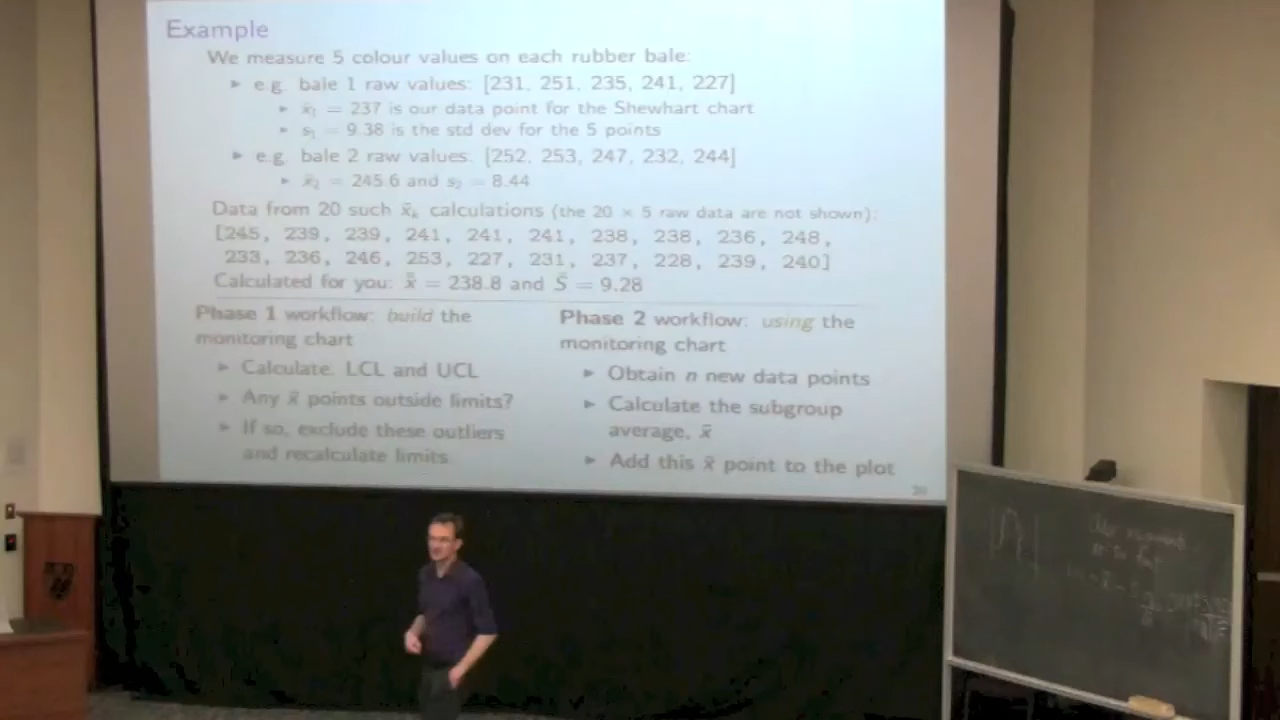 Example
We measure 5 colour values on each rubber bale:
► e.g. bale 1 raw values: [231, 251, 235, 241, 227]
► x̄₁ = 237 is our data point for the Shewhart chart
► s₁ = 9.38 is the std dev for the 5 points
► e.g. bale 2 raw values: [252, 253, 247, 232, 244]
► x̄₂ = 245.6 and s₂ = 8.44
Data from 20 such x̄ₖ calculations (the 20 × 5 raw data are not shown):
[245, 239, 239, 241, 241, 241, 238, 238, 236, 248,
233, 236, 246, 253, 227, 231, 237, 228, 239, 240]
Calculated for you: x̿ = 238.8 and S̄ = 9.28
Phase 1 workflow: build the
monitoring chart
► Calculate: LCL and UCL
► Any x̄ points outside limits?
► If so, exclude these outliers
and recalculate limits
Phase 2 workflow: using the
monitoring chart
► Obtain n new data points
► Calculate the subgroup
average, x̄
► Add this x̄ point to the plot